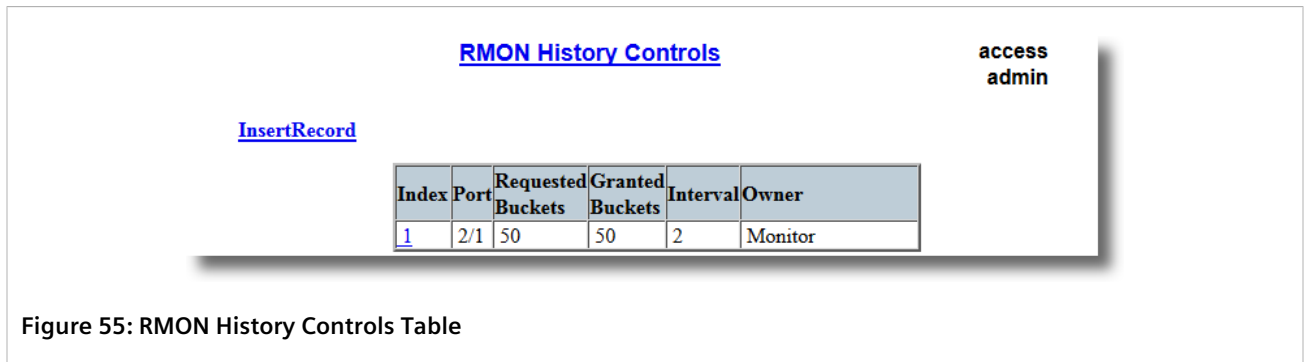 RMON History Controls
access
admin
InsertRecord
Index Port Requested Buckets Granted Buckets Interval Owner
1 2/1 50 50 2 Monitor
Figure 55: RMON History Controls Table